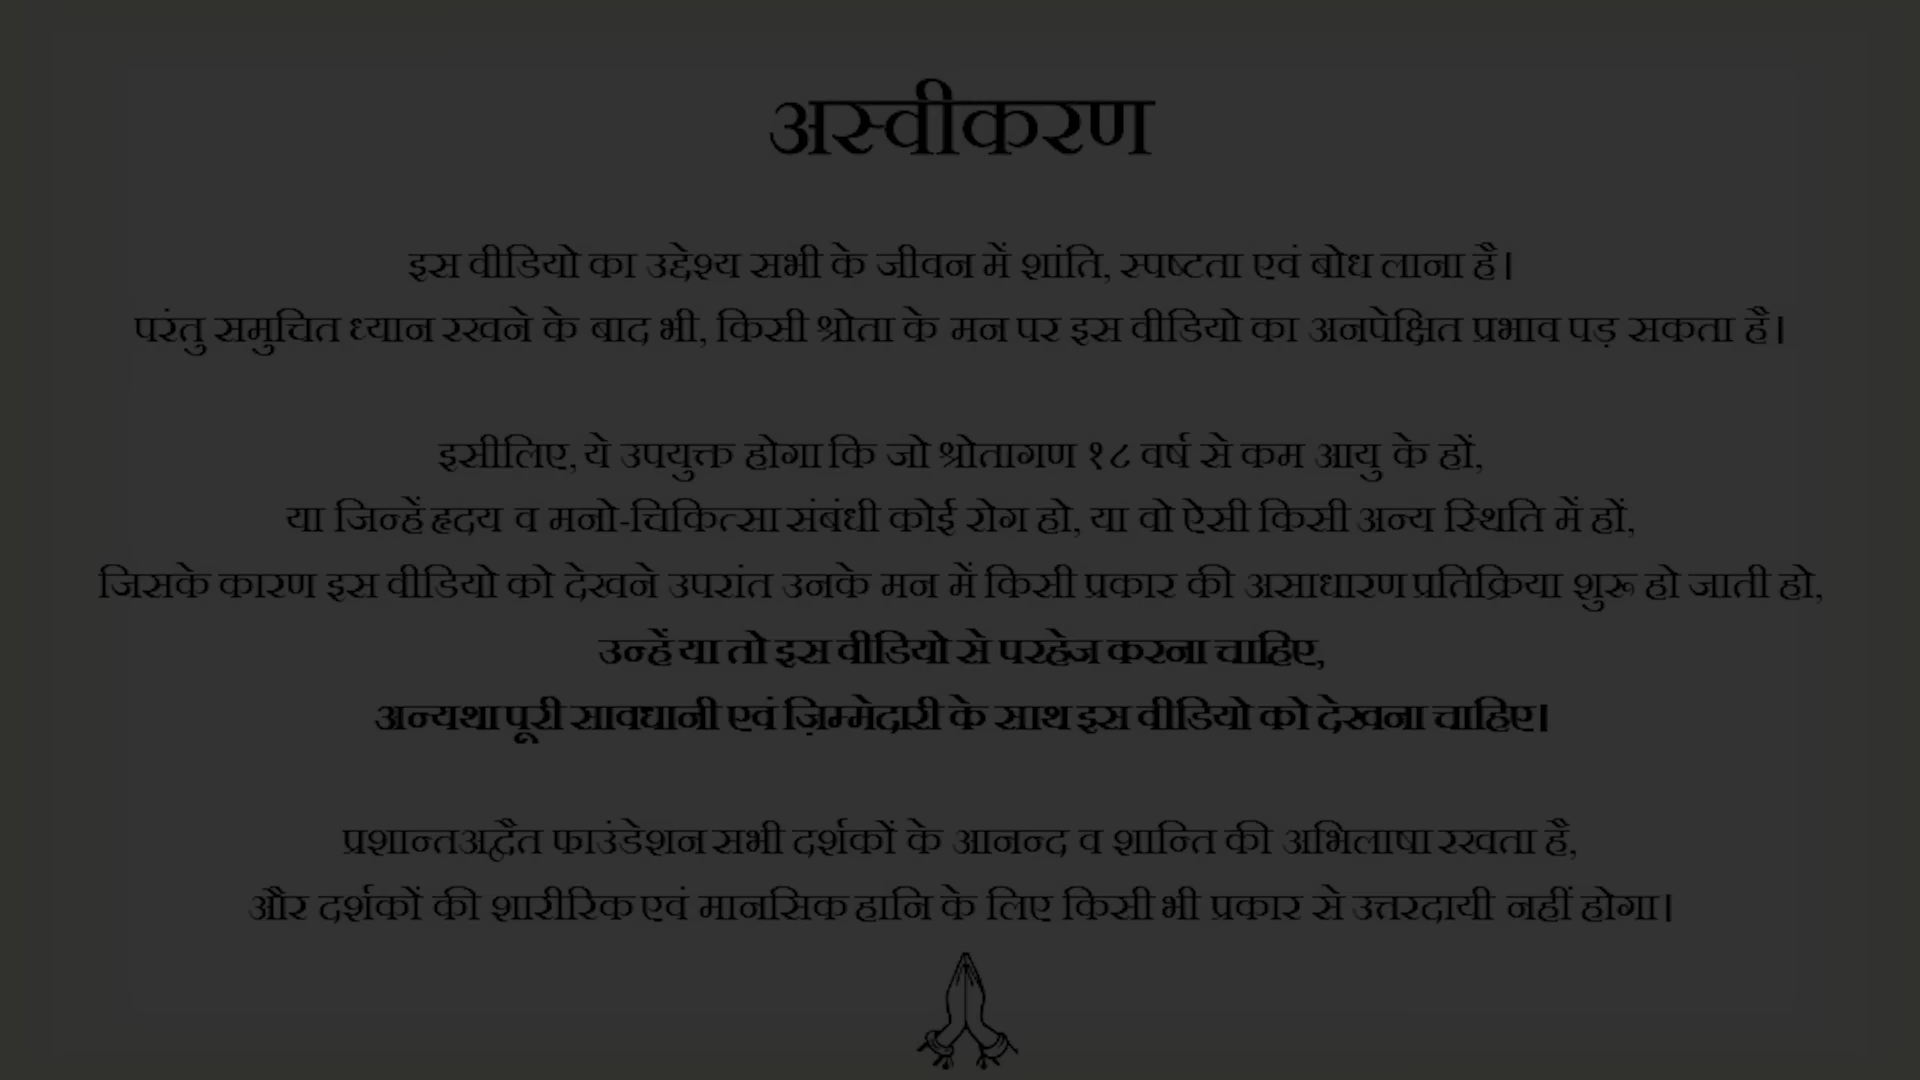 अस्वीकरण
इस वीडियो का उद्देश्य सभी के जीवन में शांति, स्पष्टता एवं बोध लाना है।
परंतु समुचित ध्यान रखने के बाद भी, किसी श्रोता के मन पर इस वीडियो का अनपेक्षित प्रभाव पड़ सकता है।
इसीलिए, ये उपयुक्त होगा कि जो श्रोतागण १८ वर्ष से कम आयु के हों,
या जिन्हें हृदय व मनो-चिकित्सा संबंधी कोई रोग हो, या वो ऐसी किसी अन्य स्थिति में हों,
जिसके कारण इस वीडियो को देखने उपरांत उनके मन में किसी प्रकार की असाधारण प्रतिक्रिया शुरू हो जाती हो,
उन्हें या तो इस वीडियो से परहेज करना चाहिए,
अन्यथा पूरी सावधानी एवं ज़िम्मेदारी के साथ इस वीडियो को देखना चाहिए।
प्रशान्तअद्वैत फाउंडेशन सभी दर्शकों के आनन्द व शान्ति की अभिलाषा रखता है,
और दर्शकों की शारीरिक एवं मानसिक हानि के लिए किसी भी प्रकार से उत्तरदायी नहीं होगा।